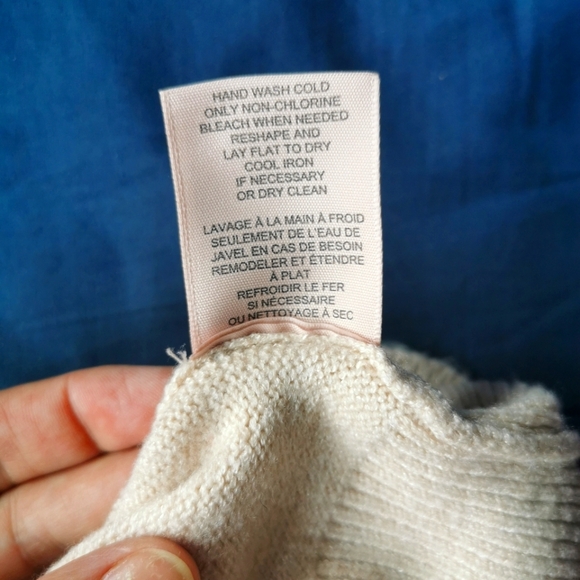 HAND WASH COLD
ONLY NON-CHLORINE
BLEACH WHEN NEEDED
RESHAPE AND
LAY FLAT TO DRY
COOL IRON
IF NECESSARY
OR DRY CLEAN
LAVAGE À LA MAIN À FROID
SEULEMENT DE L'EAU DE
JAVEL EN CAS DE BESOIN
REMODELER ET ÉTENDRE
À PLAT
REFROIDIR LE FER
SI NÉCESSAIRE
OU NETTOYAGE À SEC